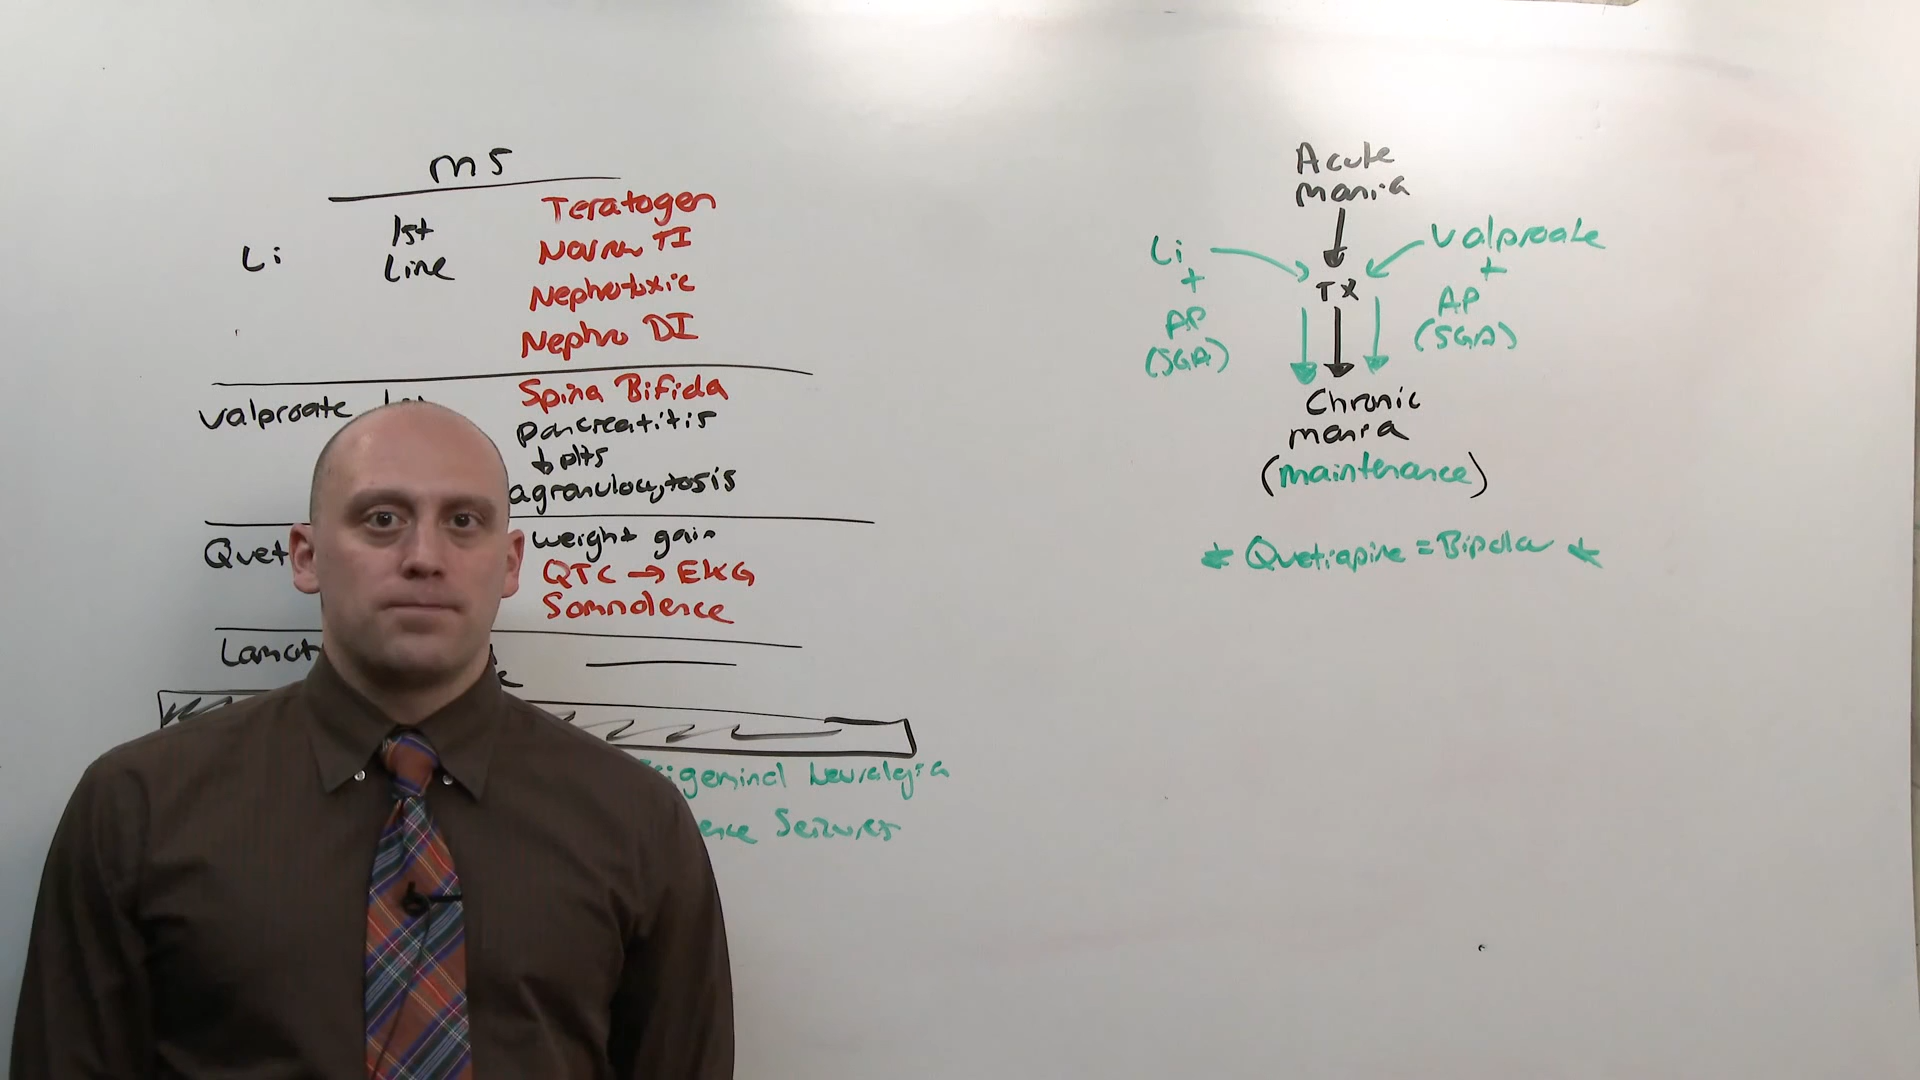 MS
Li
1st
Line
Teratogen
Narrow TI
Nephrotoxic
Nephro DI
Valproate
Spina Bifida
Pancreatitis
↓ plts
agranulocytosis
Quet
weight gain
QTC → EKG
Somnolence
Lamot
igeminal Neuralgia
ence Seizures
Acute
mania
Li
+
AP
(SGA)
TX
Valproate
+
AP
(SGA)
Chronic
mania
(maintenance)
* Quetiapine = Bipolar *